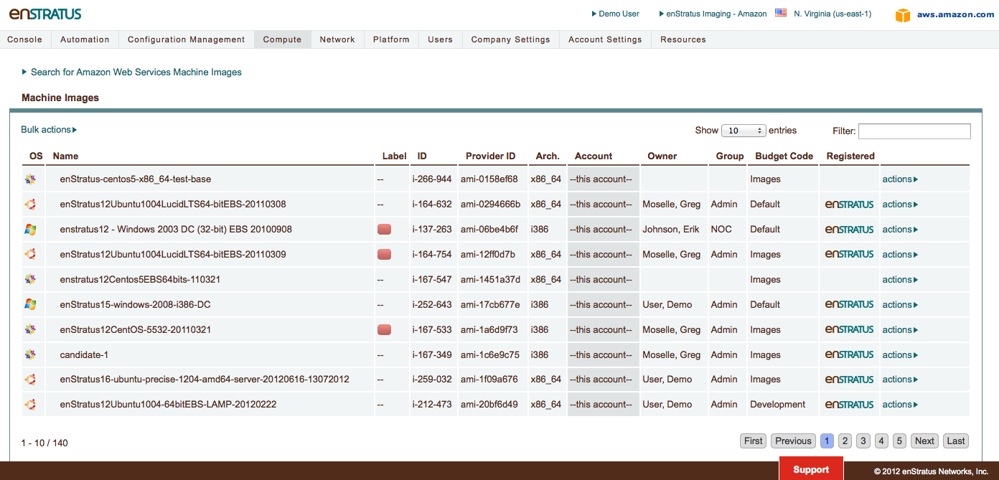 enSTRATUS Demo User enStratus Imaging - Amazon N. Virginia (us-east-1) aws.amazon.com
Console Automation Configuration Management Compute Network Platform Users Company Settings Account Settings Resources
Search for Amazon Web Services Machine Images
Machine Images
Bulk actions Show 10 entries Filter:
OS Name Label ID Provider ID Arch. Account Owner Group Budget Code Registered
enStratus-centos5-x86_64-test-base -- i-266-944 ami-0158ef68 x86_64 --this account-- Images actions
enStratus12Ubuntu1004LucidLTS64-bitEBS-20110308 -- i-164-632 ami-0294666b x86_64 --this account-- Moselle, Greg Admin Default enSTRATUS actions
enstratus12 - Windows 2003 DC (32-bit) EBS 20100908 i-137-263 ami-06be4b6f i386 --this account-- Johnson, Erik NOC Default enSTRATUS actions
enStratus12Ubuntu1004LucidLTS64-bitEBS-20110309 i-164-754 ami-12ff0d7b x86_64 --this account-- Moselle, Greg Admin Images enSTRATUS actions
enstratus12Centos5EBS64bits-110321 -- i-167-547 ami-1451a37d x86_64 --this account-- Images actions
enStratus15-windows-2008-i386-DC -- i-252-643 ami-17cb677e i386 --this account-- User, Demo Admin Default enSTRATUS actions
enStratus12CentOS-5532-20110321 i-167-533 ami-1a6d9f73 i386 --this account-- Moselle, Greg Admin Images enSTRATUS actions
candidate-1 -- i-167-349 ami-1c6e9c75 i386 --this account-- Moselle, Greg Admin Images enSTRATUS actions
enStratus16-ubuntu-precise-1204-amd64-server-20120616-13072012 -- i-259-032 ami-1f09a676 x86_64 --this account-- User, Demo Admin Images enSTRATUS actions
enStratus12Ubuntu1004-64bitEBS-LAMP-20120222 -- i-212-473 ami-20bf6d49 x86_64 --this account-- User, Demo Admin Development enSTRATUS actions
1 - 10 / 140 First Previous 1 2 3 4 5 Next Last
Support © 2012 enStratus Networks, Inc.